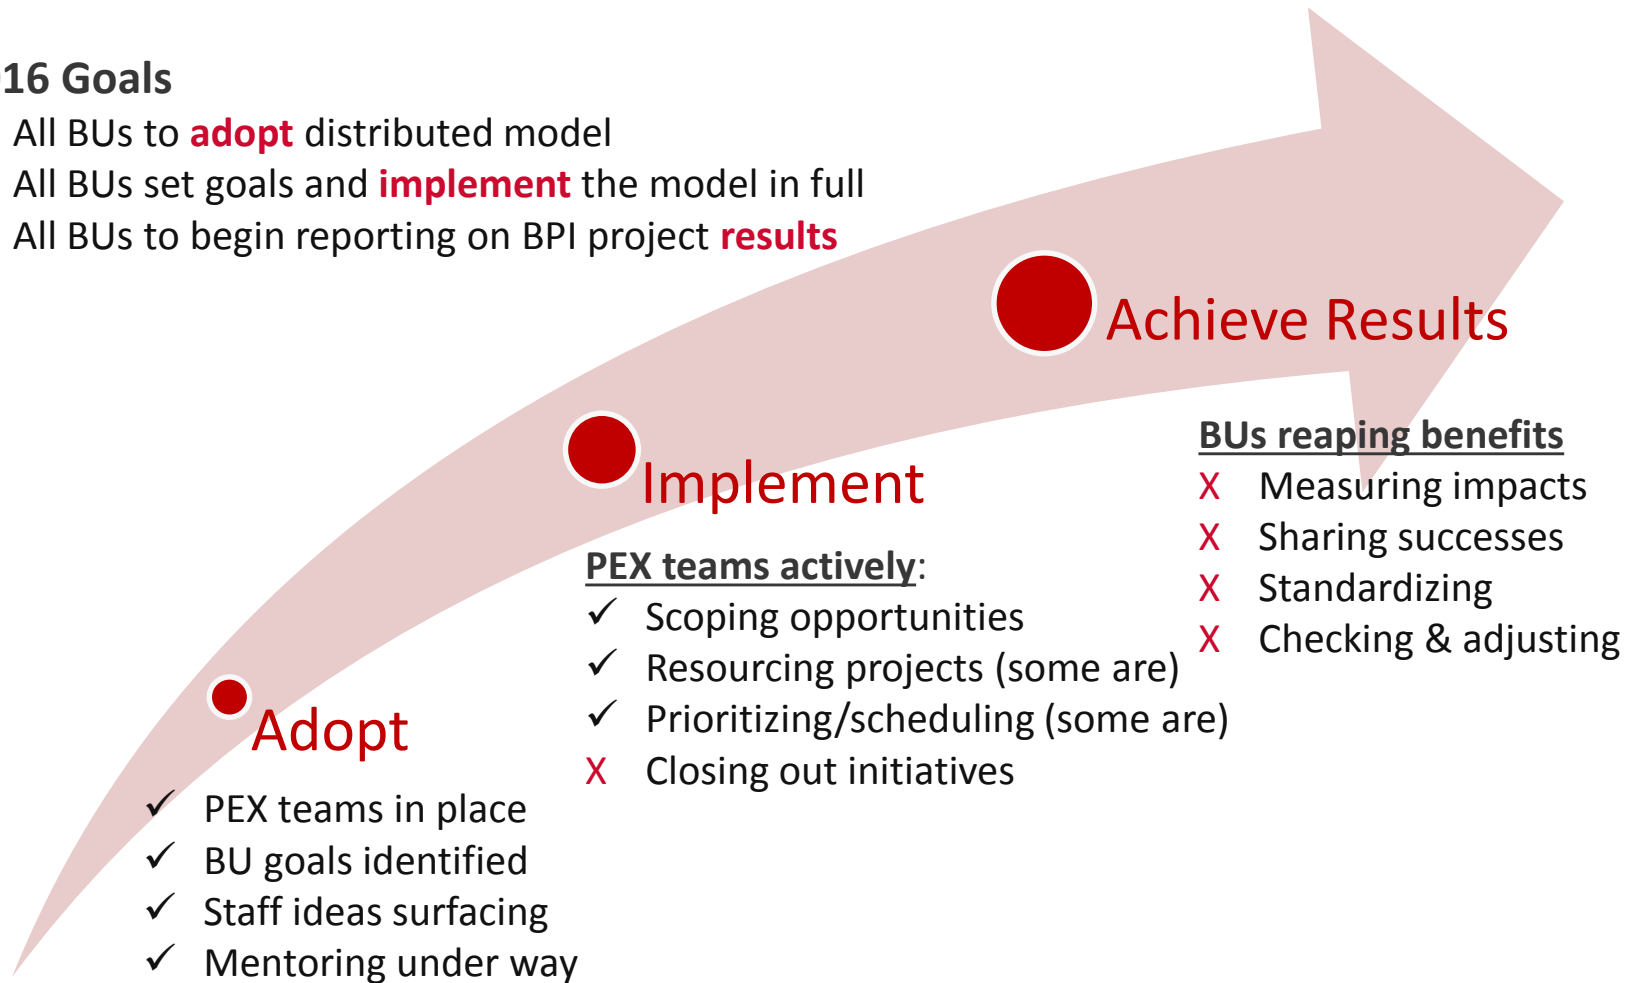 16 Goals
All BUs to adopt distributed model
All BUs set goals and implement the model in full
All BUs to begin reporting on BPI project results
Achieve Results
BUs reaping benefits
X Measuring impacts
X Sharing successes
X Standardizing
X Checking & adjusting
Implement
PEX teams actively:
✓ Scoping opportunities
✓ Resourcing projects (some are)
✓ Prioritizing/scheduling (some are)
X Closing out initiatives
Adopt
✓ PEX teams in place
✓ BU goals identified
✓ Staff ideas surfacing
✓ Mentoring under way